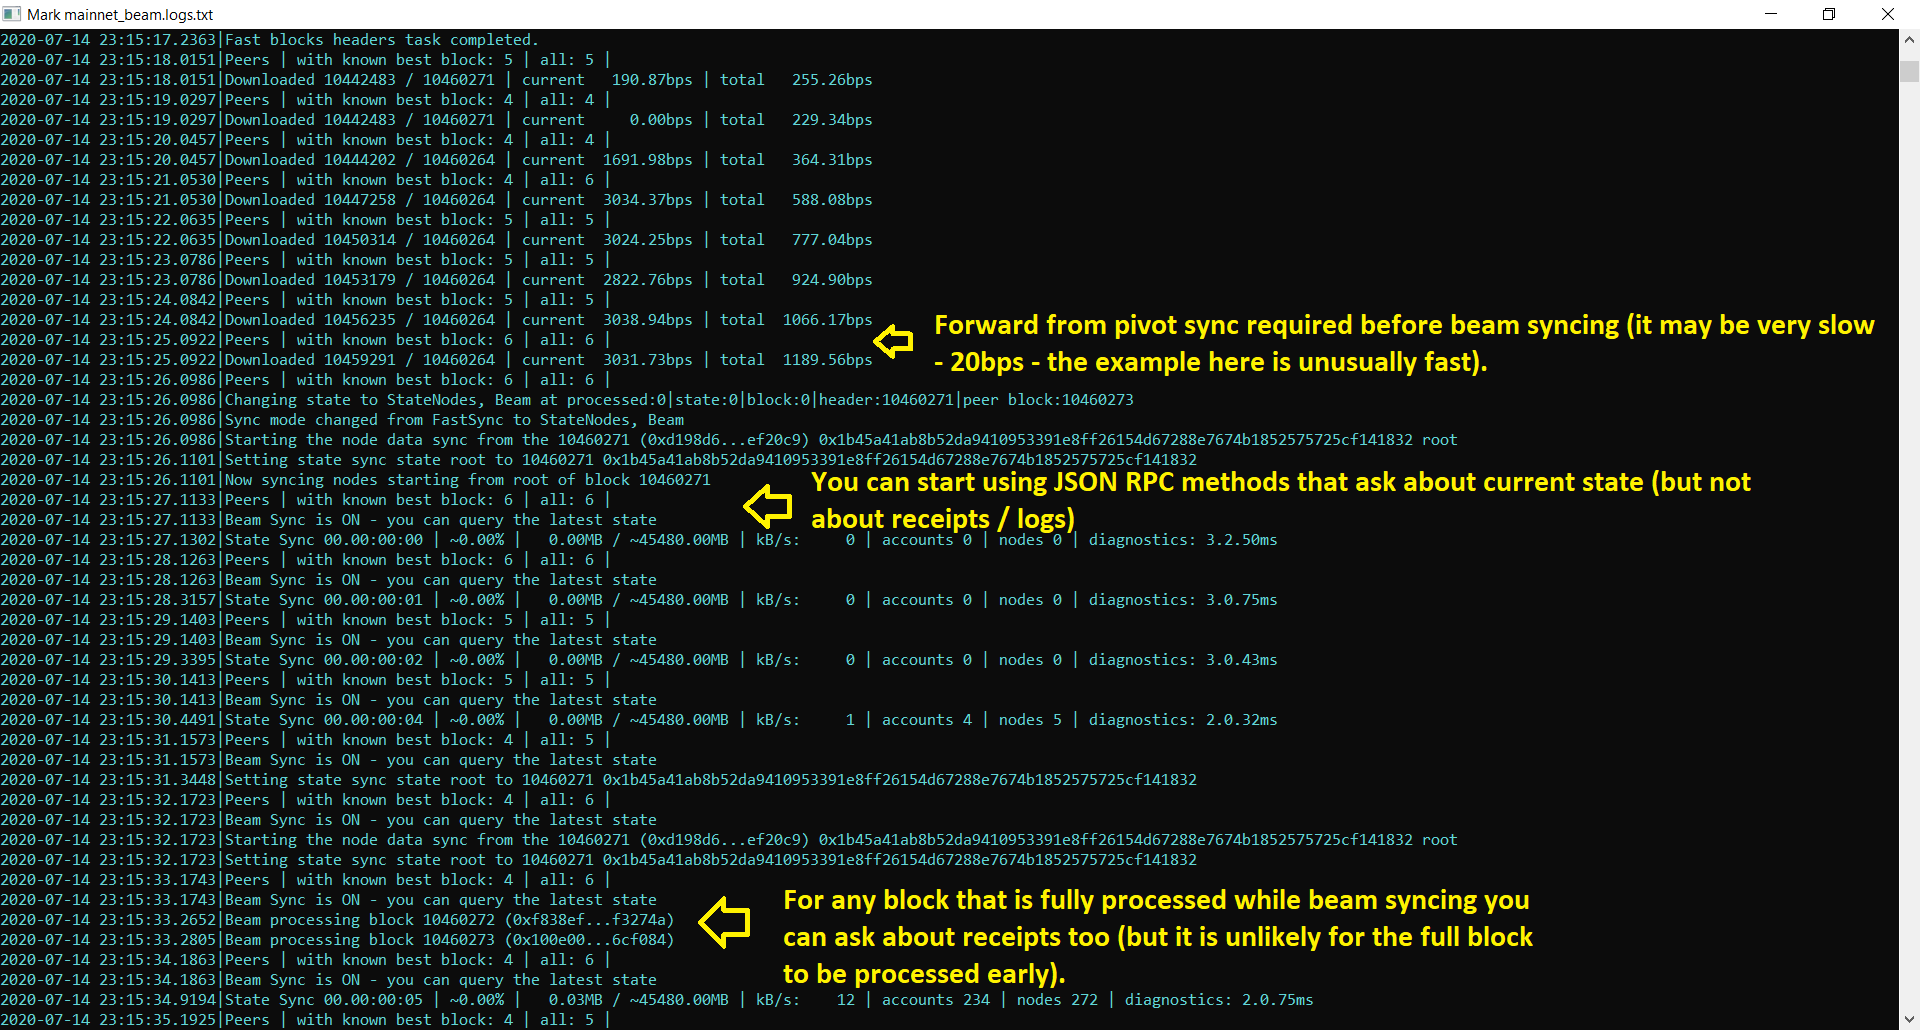 Mark mainnet_beam.logs.txt
2020-07-14 23:15:17.2363|Fast blocks headers task completed.
2020-07-14 23:15:18.0151|Peers | with known best block: 5 | all: 5 |
2020-07-14 23:15:18.0151|Downloaded 10442483 / 10460271 | current   190.87bps | total   255.26bps
2020-07-14 23:15:19.0297|Peers | with known best block: 4 | all: 4 |
2020-07-14 23:15:19.0297|Downloaded 10442483 / 10460271 | current     0.00bps | total   229.34bps
2020-07-14 23:15:20.0457|Peers | with known best block: 4 | all: 4 |
2020-07-14 23:15:20.0457|Downloaded 10444202 / 10460264 | current  1691.98bps | total   364.31bps
2020-07-14 23:15:21.0530|Peers | with known best block: 4 | all: 6 |
2020-07-14 23:15:21.0530|Downloaded 10447258 / 10460264 | current  3034.37bps | total   588.08bps
2020-07-14 23:15:22.0635|Peers | with known best block: 5 | all: 5 |
2020-07-14 23:15:22.0635|Downloaded 10450314 / 10460264 | current  3024.25bps | total   777.04bps
2020-07-14 23:15:23.0786|Peers | with known best block: 5 | all: 5 |
2020-07-14 23:15:23.0786|Downloaded 10453179 / 10460264 | current  2822.76bps | total   924.90bps
2020-07-14 23:15:24.0842|Peers | with known best block: 5 | all: 5 |
2020-07-14 23:15:24.0842|Downloaded 10456235 / 10460264 | current  3038.94bps | total  1066.17bps
2020-07-14 23:15:25.0922|Peers | with known best block: 6 | all: 6 |
2020-07-14 23:15:25.0922|Downloaded 10459291 / 10460264 | current  3031.73bps | total  1189.56bps
Forward from pivot sync required before beam syncing (it may be very slow
- 20bps - the example here is unusually fast).
2020-07-14 23:15:26.0986|Peers | with known best block: 6 | all: 6 |
2020-07-14 23:15:26.0986|Changing state to StateNodes, Beam at processed:0|state:0|block:0|header:10460271|peer block:10460273
2020-07-14 23:15:26.0986|Sync mode changed from FastSync to StateNodes, Beam
2020-07-14 23:15:26.0986|Starting the node data sync from the 10460271 (0xd198d6...ef20c9) 0x1b45a41ab8b52da9410953391e8ff26154d67288e7674b1852575725cf141832 root
2020-07-14 23:15:26.1101|Setting state sync state root to 10460271 0x1b45a41ab8b52da9410953391e8ff26154d67288e7674b1852575725cf141832
2020-07-14 23:15:26.1101|Now syncing nodes starting from root of block 10460271
2020-07-14 23:15:27.1133|Peers | with known best block: 6 | all: 6 |
2020-07-14 23:15:27.1133|Beam Sync is ON - you can query the latest state
You can start using JSON RPC methods that ask about current state (but not
about receipts / logs)
2020-07-14 23:15:27.1302|State Sync 00.00:00:00 | ~0.00% |   0.00MB / ~45480.00MB | kB/s:     0 | accounts 0 | nodes 0 | diagnostics: 3.2.50ms
2020-07-14 23:15:28.1263|Peers | with known best block: 6 | all: 6 |
2020-07-14 23:15:28.1263|Beam Sync is ON - you can query the latest state
2020-07-14 23:15:28.3157|State Sync 00.00:00:01 | ~0.00% |   0.00MB / ~45480.00MB | kB/s:     0 | accounts 0 | nodes 0 | diagnostics: 3.0.75ms
2020-07-14 23:15:29.1403|Peers | with known best block: 5 | all: 5 |
2020-07-14 23:15:29.1403|Beam Sync is ON - you can query the latest state
2020-07-14 23:15:29.3395|State Sync 00.00:00:02 | ~0.00% |   0.00MB / ~45480.00MB | kB/s:     0 | accounts 0 | nodes 0 | diagnostics: 3.0.43ms
2020-07-14 23:15:30.1413|Peers | with known best block: 5 | all: 5 |
2020-07-14 23:15:30.1413|Beam Sync is ON - you can query the latest state
2020-07-14 23:15:30.4491|State Sync 00.00:00:04 | ~0.00% |   0.00MB / ~45480.00MB | kB/s:     1 | accounts 4 | nodes 5 | diagnostics: 2.0.32ms
2020-07-14 23:15:31.1573|Peers | with known best block: 4 | all: 5 |
2020-07-14 23:15:31.1573|Beam Sync is ON - you can query the latest state
2020-07-14 23:15:31.3448|Setting state sync state root to 10460271 0x1b45a41ab8b52da9410953391e8ff26154d67288e7674b1852575725cf141832
2020-07-14 23:15:32.1723|Peers | with known best block: 4 | all: 6 |
2020-07-14 23:15:32.1723|Beam Sync is ON - you can query the latest state
2020-07-14 23:15:32.1723|Starting the node data sync from the 10460271 (0xd198d6...ef20c9) 0x1b45a41ab8b52da9410953391e8ff26154d67288e7674b1852575725cf141832 root
2020-07-14 23:15:32.1723|Setting state sync state root to 10460271 0x1b45a41ab8b52da9410953391e8ff26154d67288e7674b1852575725cf141832
2020-07-14 23:15:33.1743|Peers | with known best block: 4 | all: 6 |
2020-07-14 23:15:33.1743|Beam Sync is ON - you can query the latest state
2020-07-14 23:15:33.2652|Beam processing block 10460272 (0xf838ef...f3274a)
2020-07-14 23:15:33.2805|Beam processing block 10460273 (0x100e00...6cf084)
For any block that is fully processed while beam syncing you
can ask about receipts too (but it is unlikely for the full block
to be processed early).
2020-07-14 23:15:34.1863|Peers | with known best block: 4 | all: 6 |
2020-07-14 23:15:34.1863|Beam Sync is ON - you can query the latest state
2020-07-14 23:15:34.9194|State Sync 00.00:00:05 | ~0.00% |   0.03MB / ~45480.00MB | kB/s:    12 | accounts 234 | nodes 272 | diagnostics: 2.0.75ms
2020-07-14 23:15:35.1925|Peers | with known best block: 4 | all: 5 |